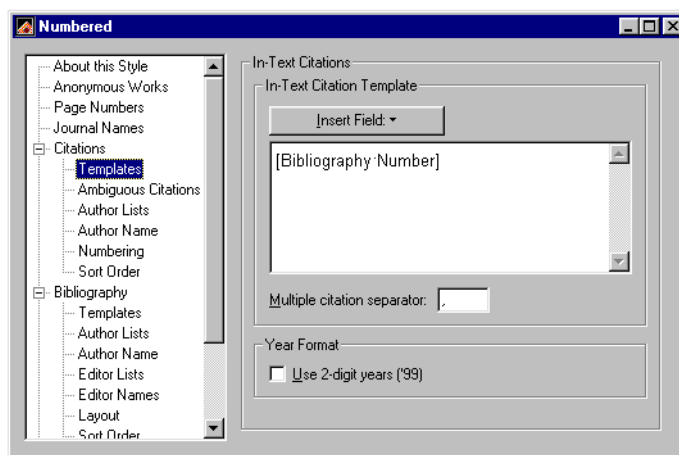 Numbered
About this Style
Anonymous Works
Page Numbers
Journal Names
Citations
Templates
Ambiguous Citations
Author Lists
Author Name
Numbering
Sort Order
Bibliography
Templates
Author Lists
Author Name
Editor Lists
Editor Names
Layout
Sort Order
In-Text Citations
In-Text Citation Template
Insert Field:
[Bibliography·Number]
Multiple citation separator: ,
Year Format
Use 2-digit years ('99)